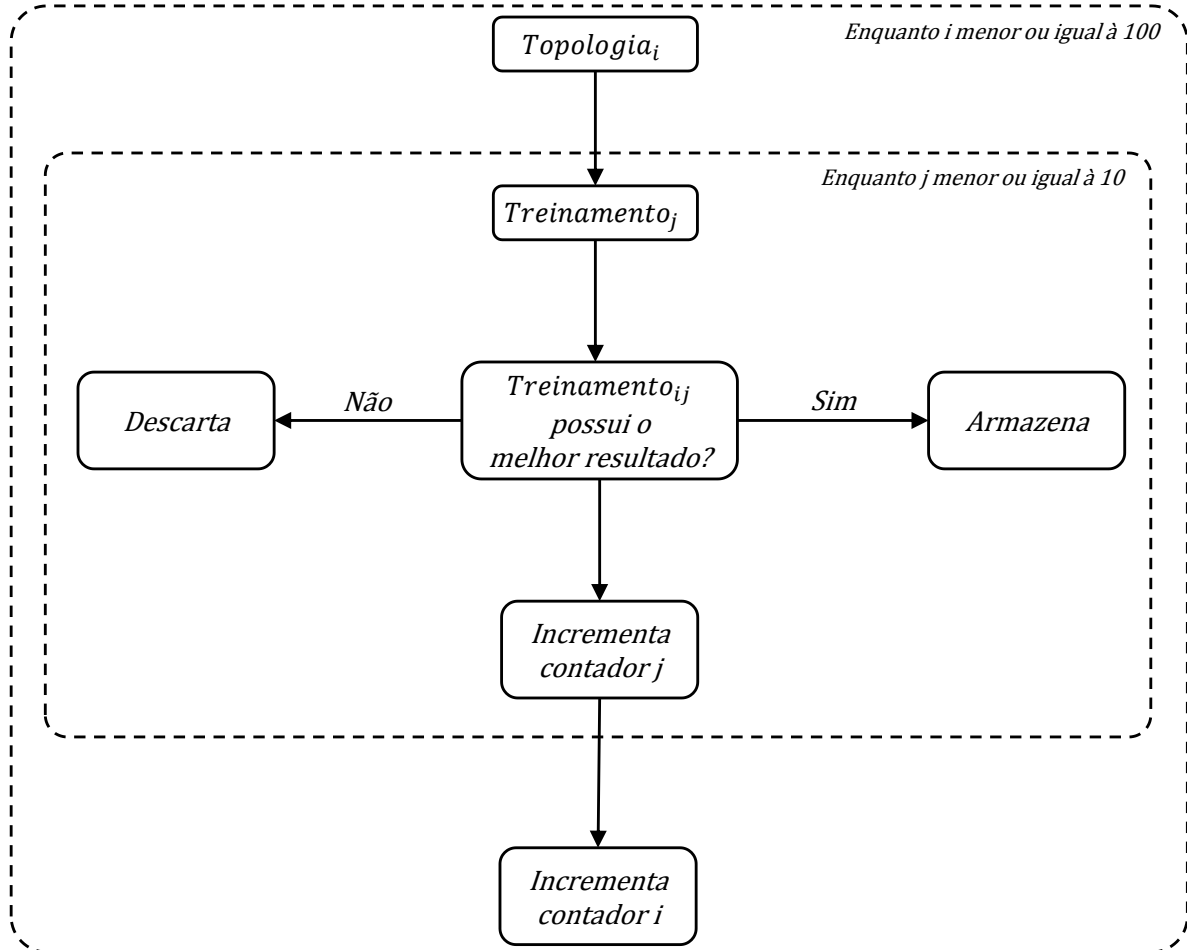 Topologia_i
Enquanto i menor ou igual à 100
Enquanto j menor ou igual à 10
Treinamento_j
Treinamento_ij
possui o
melhor resultado?
Não
Sim
Descarta
Armazena
Incrementa
contador j
Incrementa
contador i